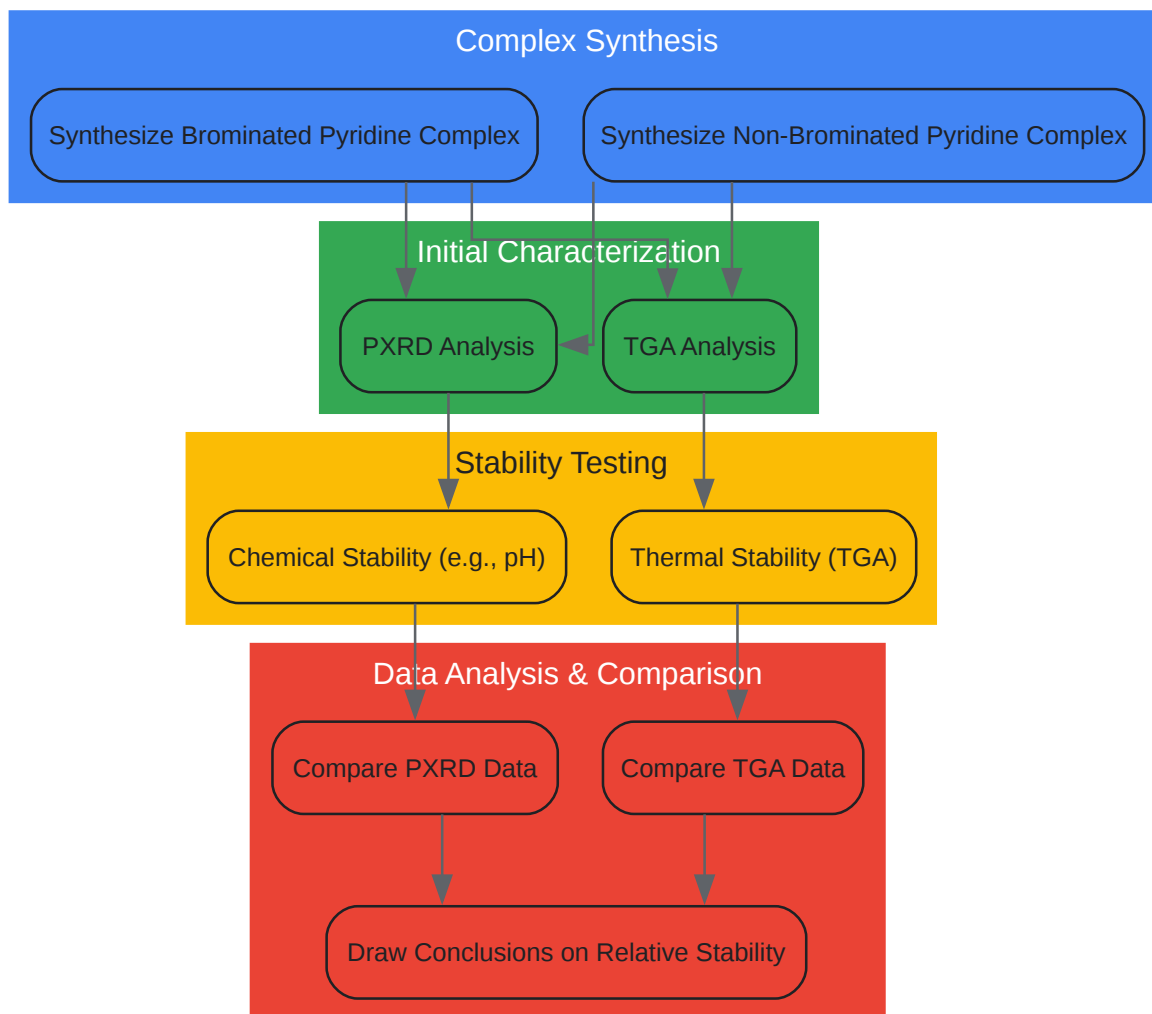 Complex Synthesis
Synthesize Brominated Pyridine Complex
Synthesize Non-Brominated Pyridine Complex
Initial Characterization
PXRD Analysis
TGA Analysis
Stability Testing
Chemical Stability (e.g., pH)
Thermal Stability (TGA)
Data Analysis & Comparison
Compare PXRD Data
Compare TGA Data
Draw Conclusions on Relative Stability